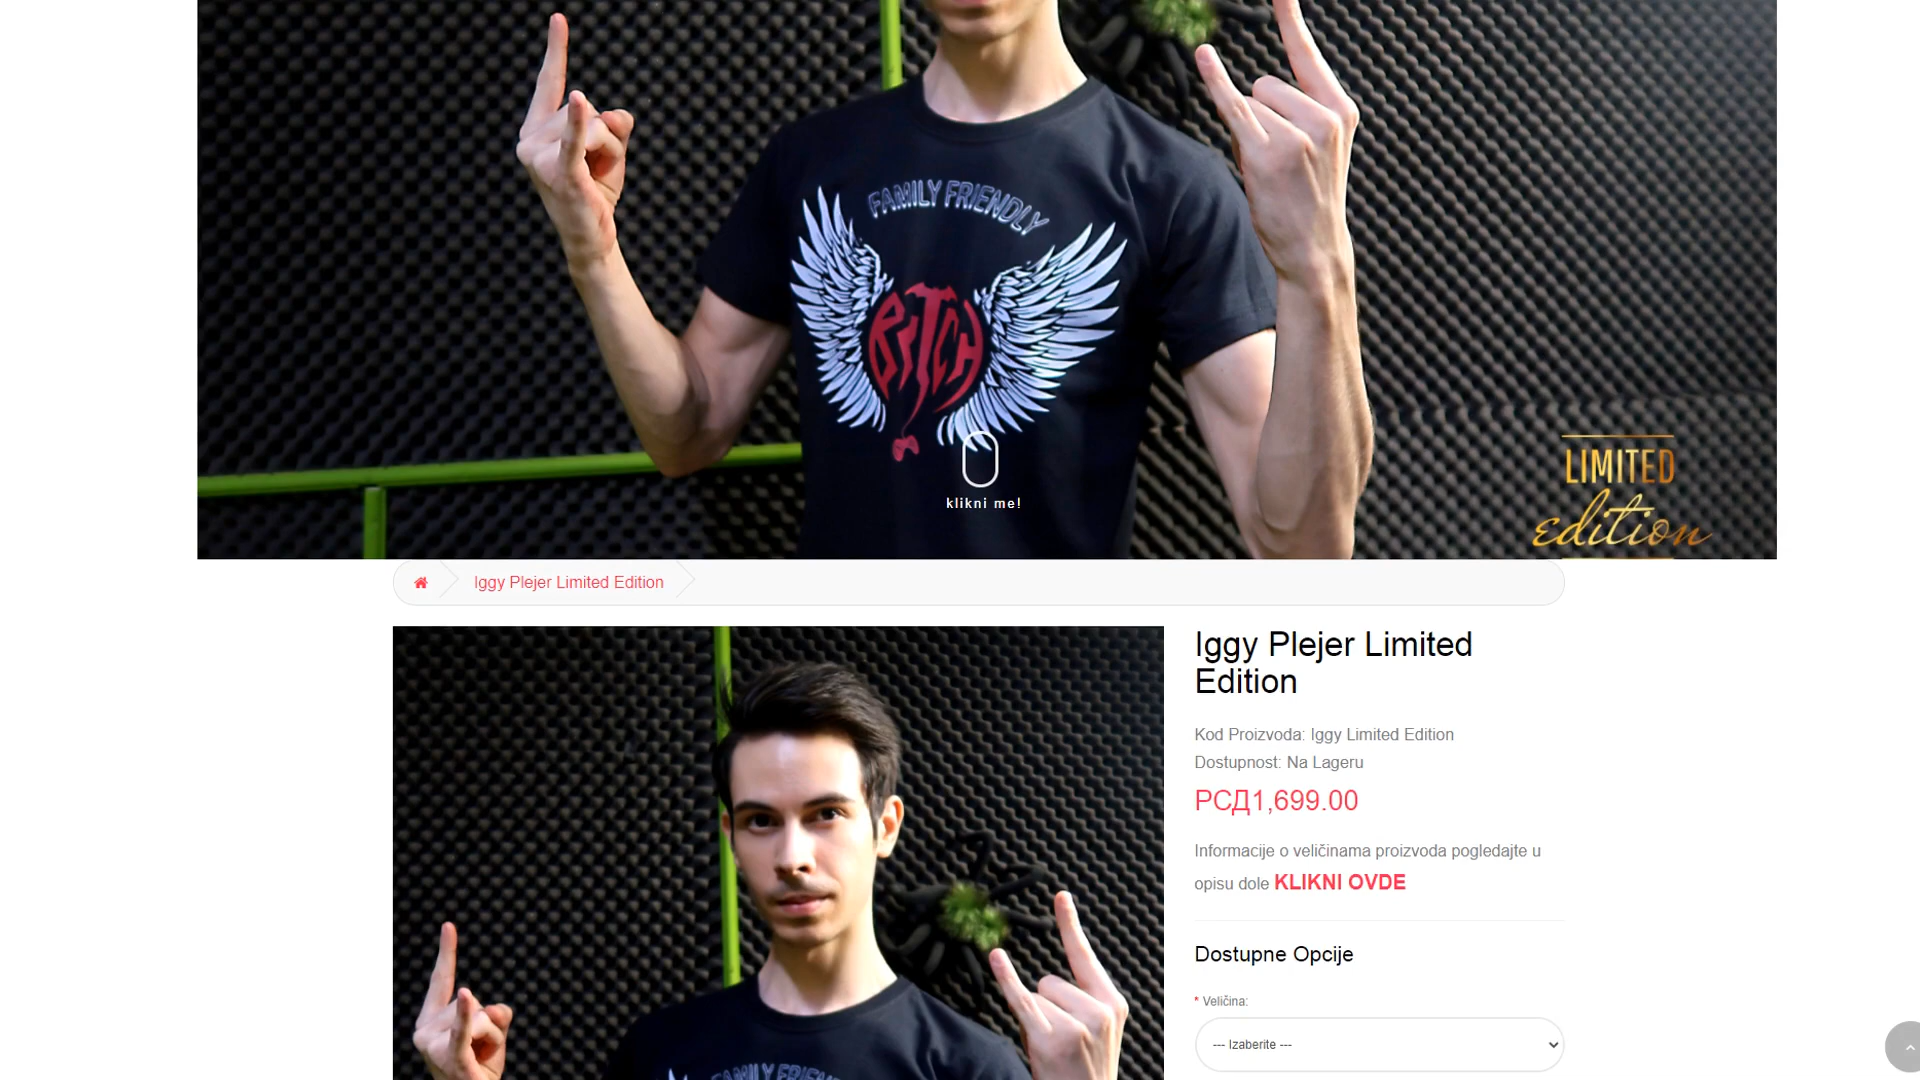 FAMILY FRIENDLY
BITCH
klikni me!
LIMITED
edition
Iggy Plejer Limited Edition
Iggy Plejer Limited
Edition
Kod Proizvoda: Iggy Limited Edition
Dostupnost: Na Lageru
РСД1,699.00
Informacije o veličinama proizvoda pogledajte u
opisu dole KLIKNI OVDE
Dostupne Opcije
* Veličina:
--- Izaberite ---
FAMILY FRIEN